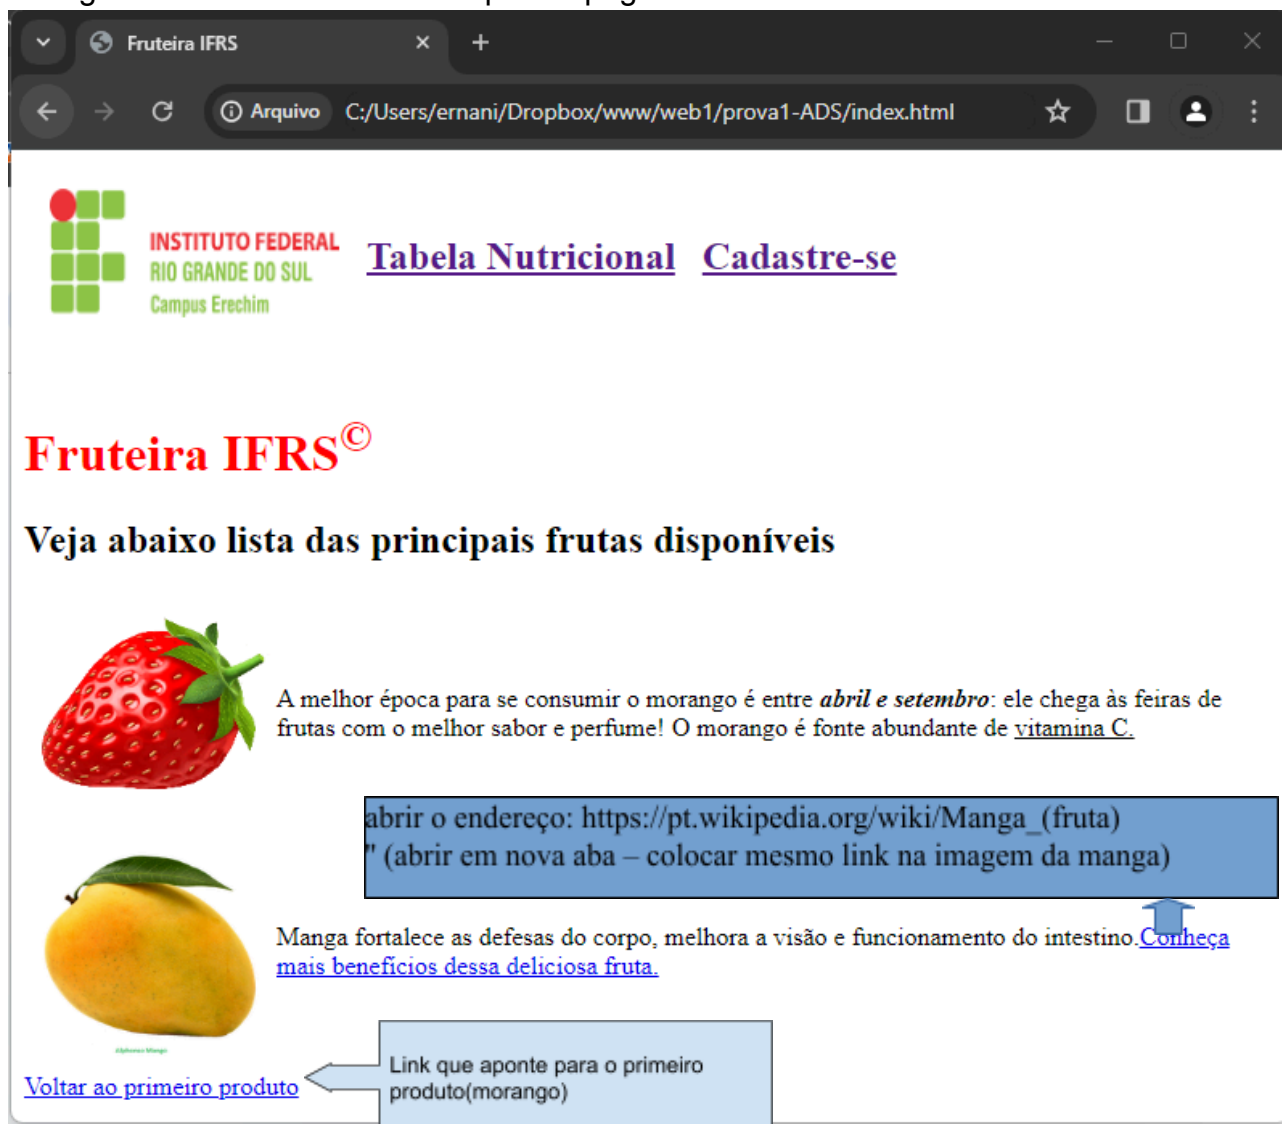 Fruteira IFRS
Arquivo C:/Users/ernani/Dropbox/www/web1/prova1-ADS/index.html
INSTITUTO FEDERAL
RIO GRANDE DO SUL
Campus Erechim
Tabela Nutricional Cadastre-se
Fruteira IFRS©
Veja abaixo lista das principais frutas disponíveis
A melhor época para se consumir o morango é entre abril e setembro: ele chega às feiras de
frutas com o melhor sabor e perfume! O morango é fonte abundante de vitamina C.
abrir o endereço: https://pt.wikipedia.org/wiki/Manga_(fruta)
" (abrir em nova aba – colocar mesmo link na imagem da manga)
Manga fortalece as defesas do corpo, melhora a visão e funcionamento do intestino.Conheça
mais benefícios dessa deliciosa fruta.
Alphonso Mango
Voltar ao primeiro produto
Link que aponte para o primeiro
produto(morango)